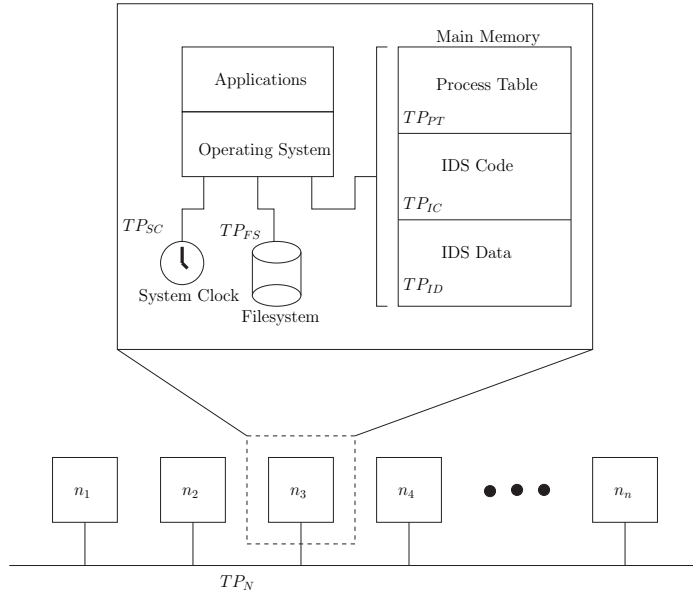 Main Memory
Applications
Process Table
TP_PT
Operating System
IDS Code
TP_IC
TP_SC
TP_FS
IDS Data
TP_ID
System Clock
Filesystem
n_1
n_2
n_3
n_4
n_n
TP_N